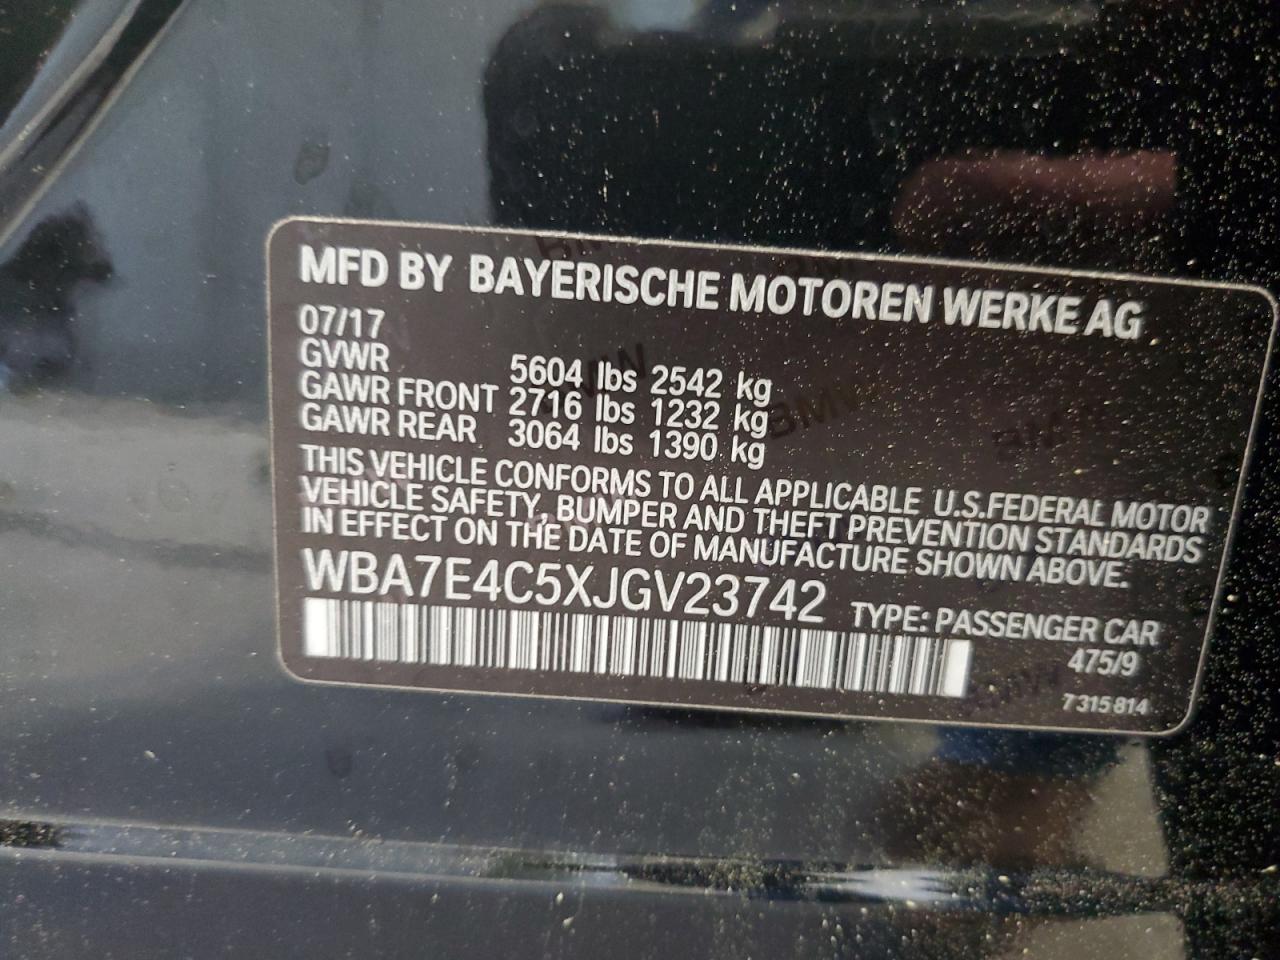 MFD BY BAYERISCHE MOTOREN WERKE AG
07/17
GVWR 5604 lbs 2542 kg
GAWR FRONT 2716 lbs 1232 kg
GAWR REAR 3064 lbs 1390 kg
THIS VEHICLE CONFORMS TO ALL APPLICABLE U.S.FEDERAL MOTOR
VEHICLE SAFETY, BUMPER AND THEFT PREVENTION STANDARDS
IN EFFECT ON THE DATE OF MANUFACTURE SHOWN ABOVE.
WBA7E4C5XJGV23742 TYPE: PASSENGER CAR
475/9
7 315 814